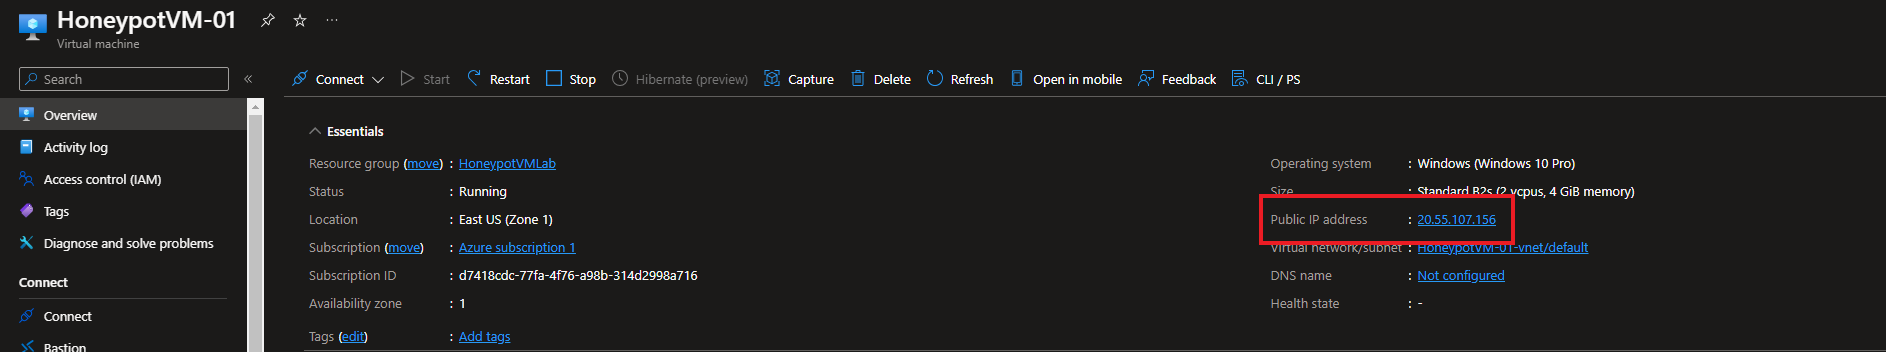 HoneypotVM-01
Virtual machine
Search
«
Overview
Activity log
Access control (IAM)
Tags
Diagnose and solve problems
Connect
Connect
Bastion
Connect Start Restart Stop Hibernate (preview) Capture Delete Refresh Open in mobile Feedback CLI / PS
Essentials
Resource group (move) : HoneypotVMLab
Status : Running
Location : East US (Zone 1)
Subscription (move) : Azure subscription 1
Subscription ID : d7418cdc-77fa-4f76-a98b-314d2998a716
Availability zone : 1
Tags (edit) : Add tags
Operating system : Windows (Windows 10 Pro)
Size : Standard B2s (2 vcpus, 4 GiB memory)
Public IP address : 20.55.107.156
Virtual network/subnet : HoneypotVM-01-vnet/default
DNS name : Not configured
Health state : -